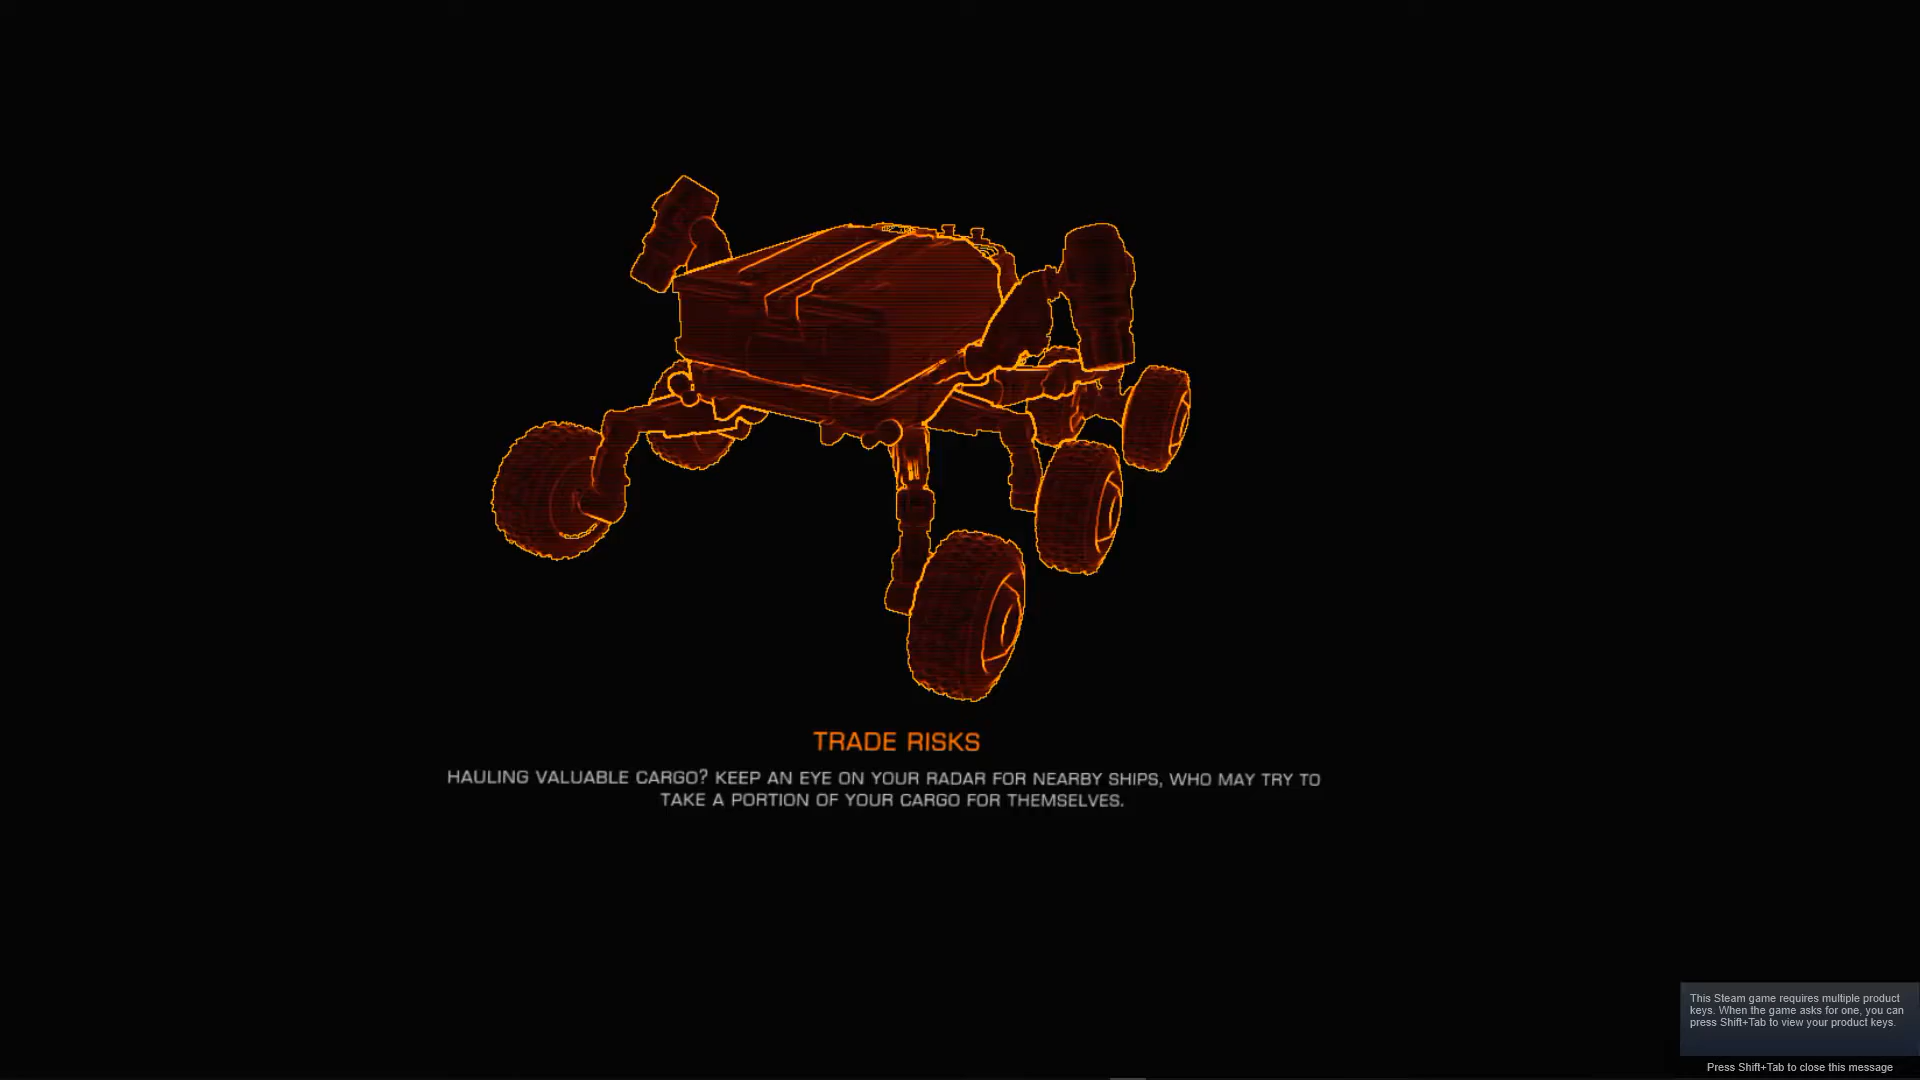 TRADE RISKS
HAULING VALUABLE CARGO? KEEP AN EYE ON YOUR RADAR FOR NEARBY SHIPS, WHO MAY TRY TO
TAKE A PORTION OF YOUR CARGO FOR THEMSELVES.
This Steam game requires multiple product
keys. When the game asks for one, you can
press Shift+Tab to view your product keys.
Press Shift+Tab to close this message